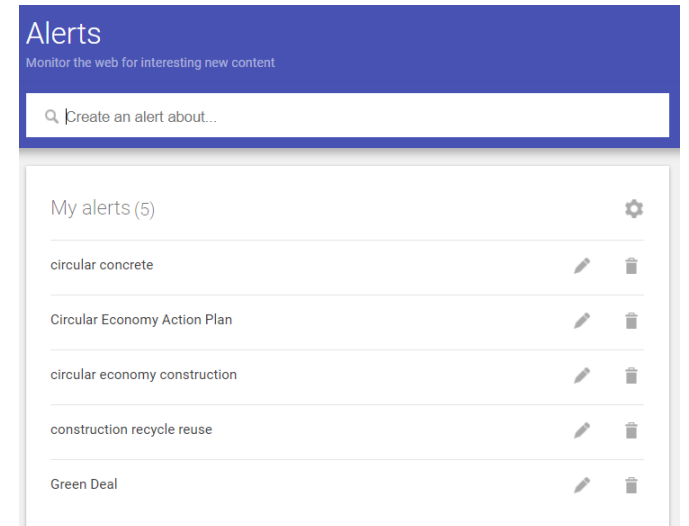 Alerts
Monitor the web for interesting new content
Create an alert about...
My alerts (5)
circular concrete
Circular Economy Action Plan
circular economy construction
construction recycle reuse
Green Deal